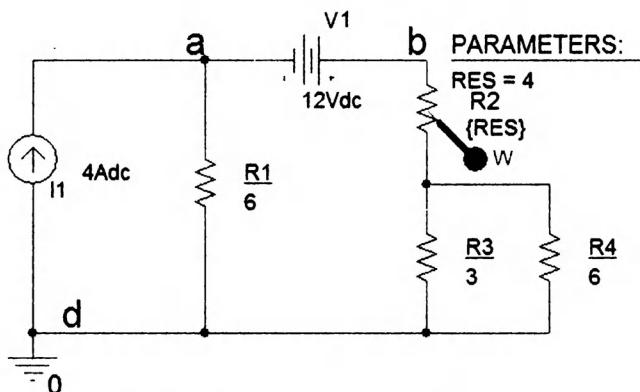 V1
a
b
PARAMETERS:
12Vdc
RES = 4
R2
{RES}
W
I1
4Adc
R1
6
R3
3
R4
6
d
0